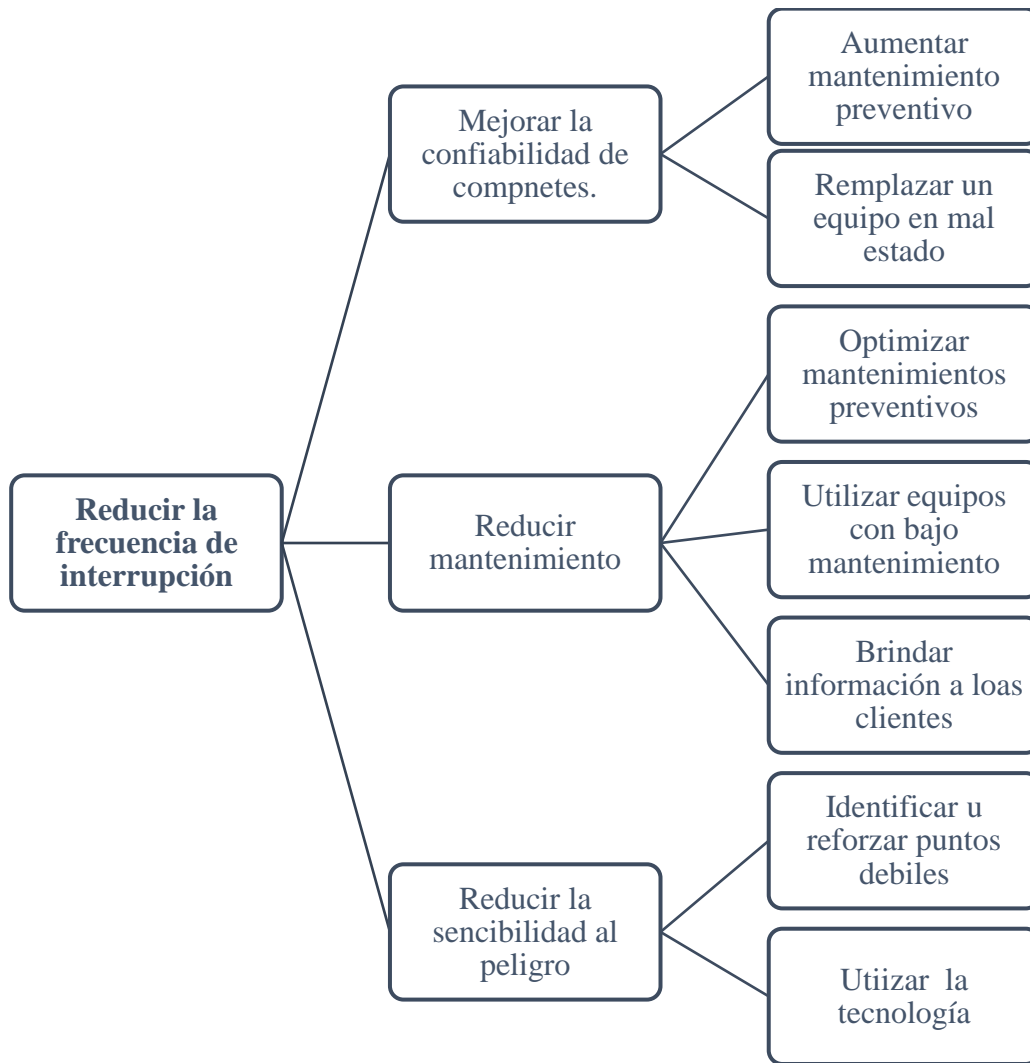 Reducir la
frecuencia de
interrupción
Mejorar la
confiabilidad de
compnetes.
Aumentar
mantenimiento
preventivo
Remplazar un
equipo en mal
estado
Reducir
mantenimiento
Optimizar
mantenimientos
preventivos
Utilizar equipos
con bajo
mantenimiento
Brindar
información a loas
clientes
Reducir la
sencibilidad al
peligro
Identificar u
reforzar puntos
debiles
Utiizar  la
tecnología